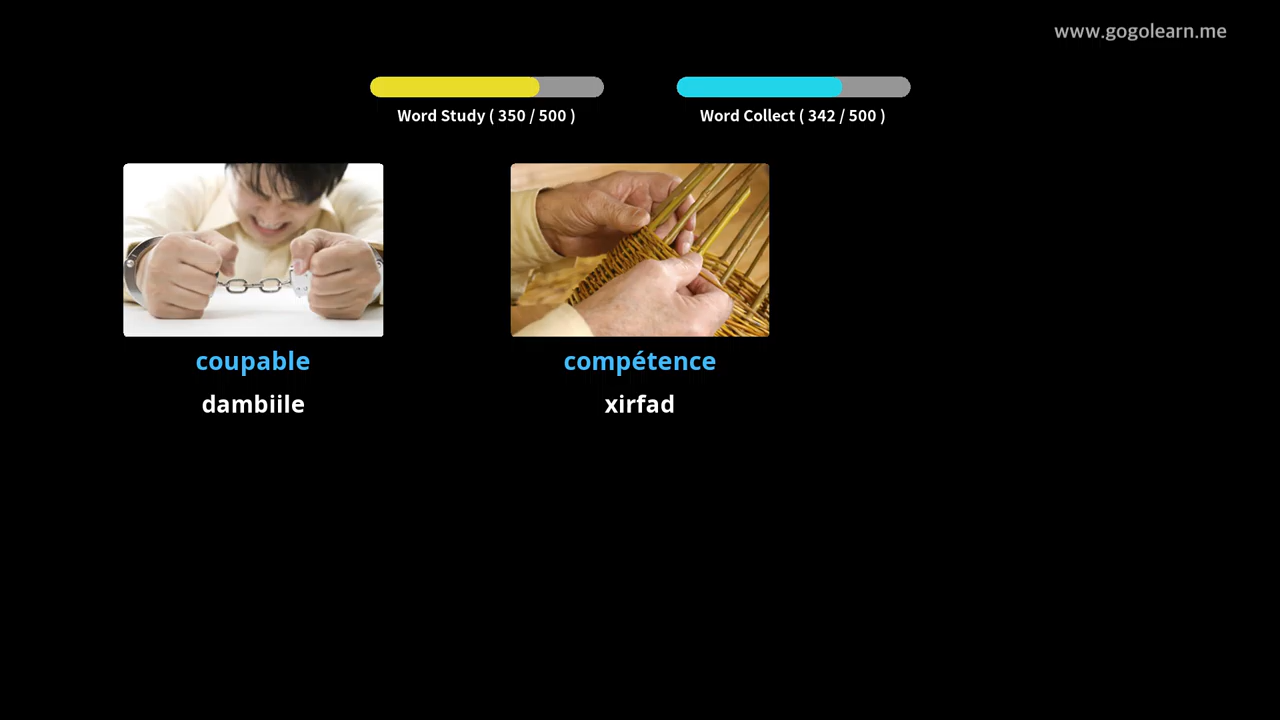 www.gogolearn.me
Word Study ( 350 / 500 )
Word Collect ( 342 / 500 )
coupable
compétence
dambiile
xirfad